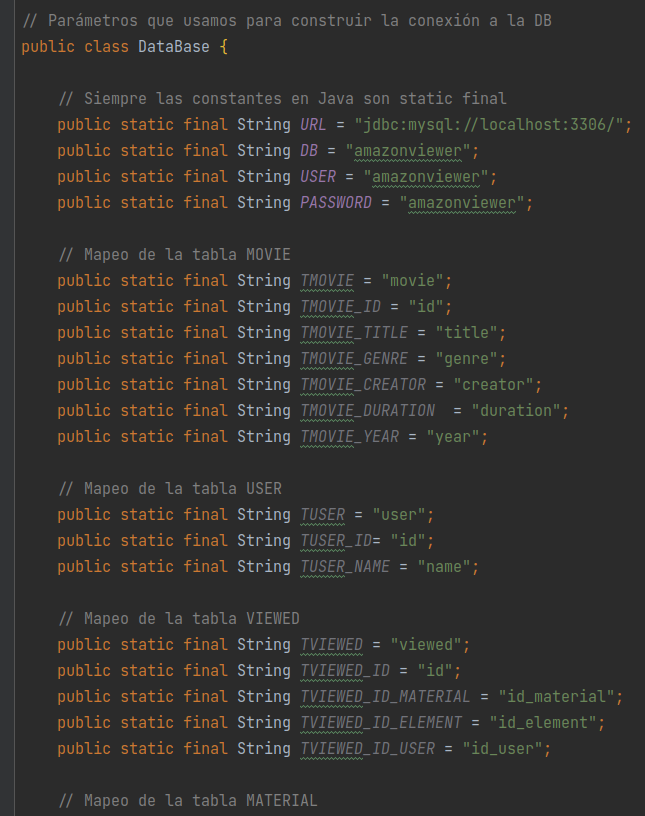 // Parámetros que usamos para construir la conexión a la DB
public class DataBase {
// Siempre las constantes en Java son static final
public static final String URL = "jdbc:mysql://localhost:3306/";
public static final String DB = "amazonviewer";
public static final String USER = "amazonviewer";
public static final String PASSWORD = "amazonviewer";
// Mapeo de la tabla MOVIE
public static final String TMOVIE = "movie";
public static final String TMOVIE_ID = "id";
public static final String TMOVIE_TITLE = "title";
public static final String TMOVIE_GENRE = "genre";
public static final String TMOVIE_CREATOR = "creator";
public static final String TMOVIE_DURATION  = "duration";
public static final String TMOVIE_YEAR = "year";
// Mapeo de la tabla USER
public static final String TUSER = "user";
public static final String TUSER_ID= "id";
public static final String TUSER_NAME = "name";
// Mapeo de la tabla VIEWED
public static final String TVIEWED = "viewed";
public static final String TVIEWED_ID = "id";
public static final String TVIEWED_ID_MATERIAL = "id_material";
public static final String TVIEWED_ID_ELEMENT = "id_element";
public static final String TVIEWED_ID_USER = "id_user";
// Mapeo de la tabla MATERIAL